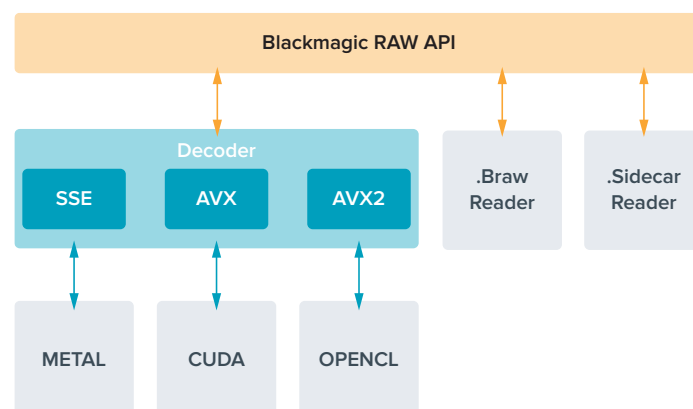 Blackmagic RAW API
Decoder
SSE
AVX
AVX2
.Braw
Reader
.Sidecar
Reader
METAL
CUDA
OPENCL